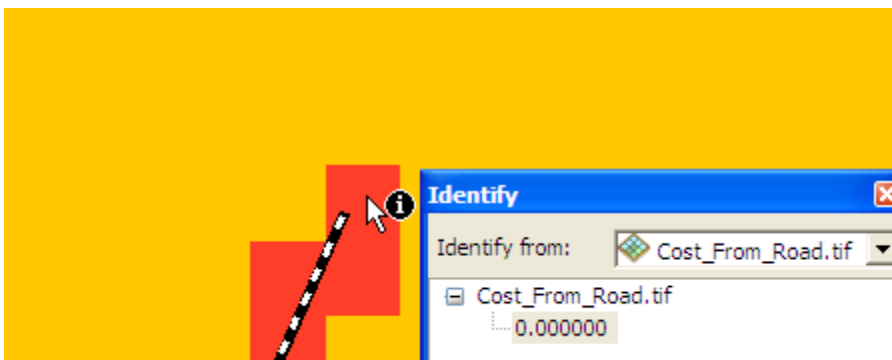 Identify
Identify from: Cost_From_Road.tif
Cost_From_Road.tif
0.000000